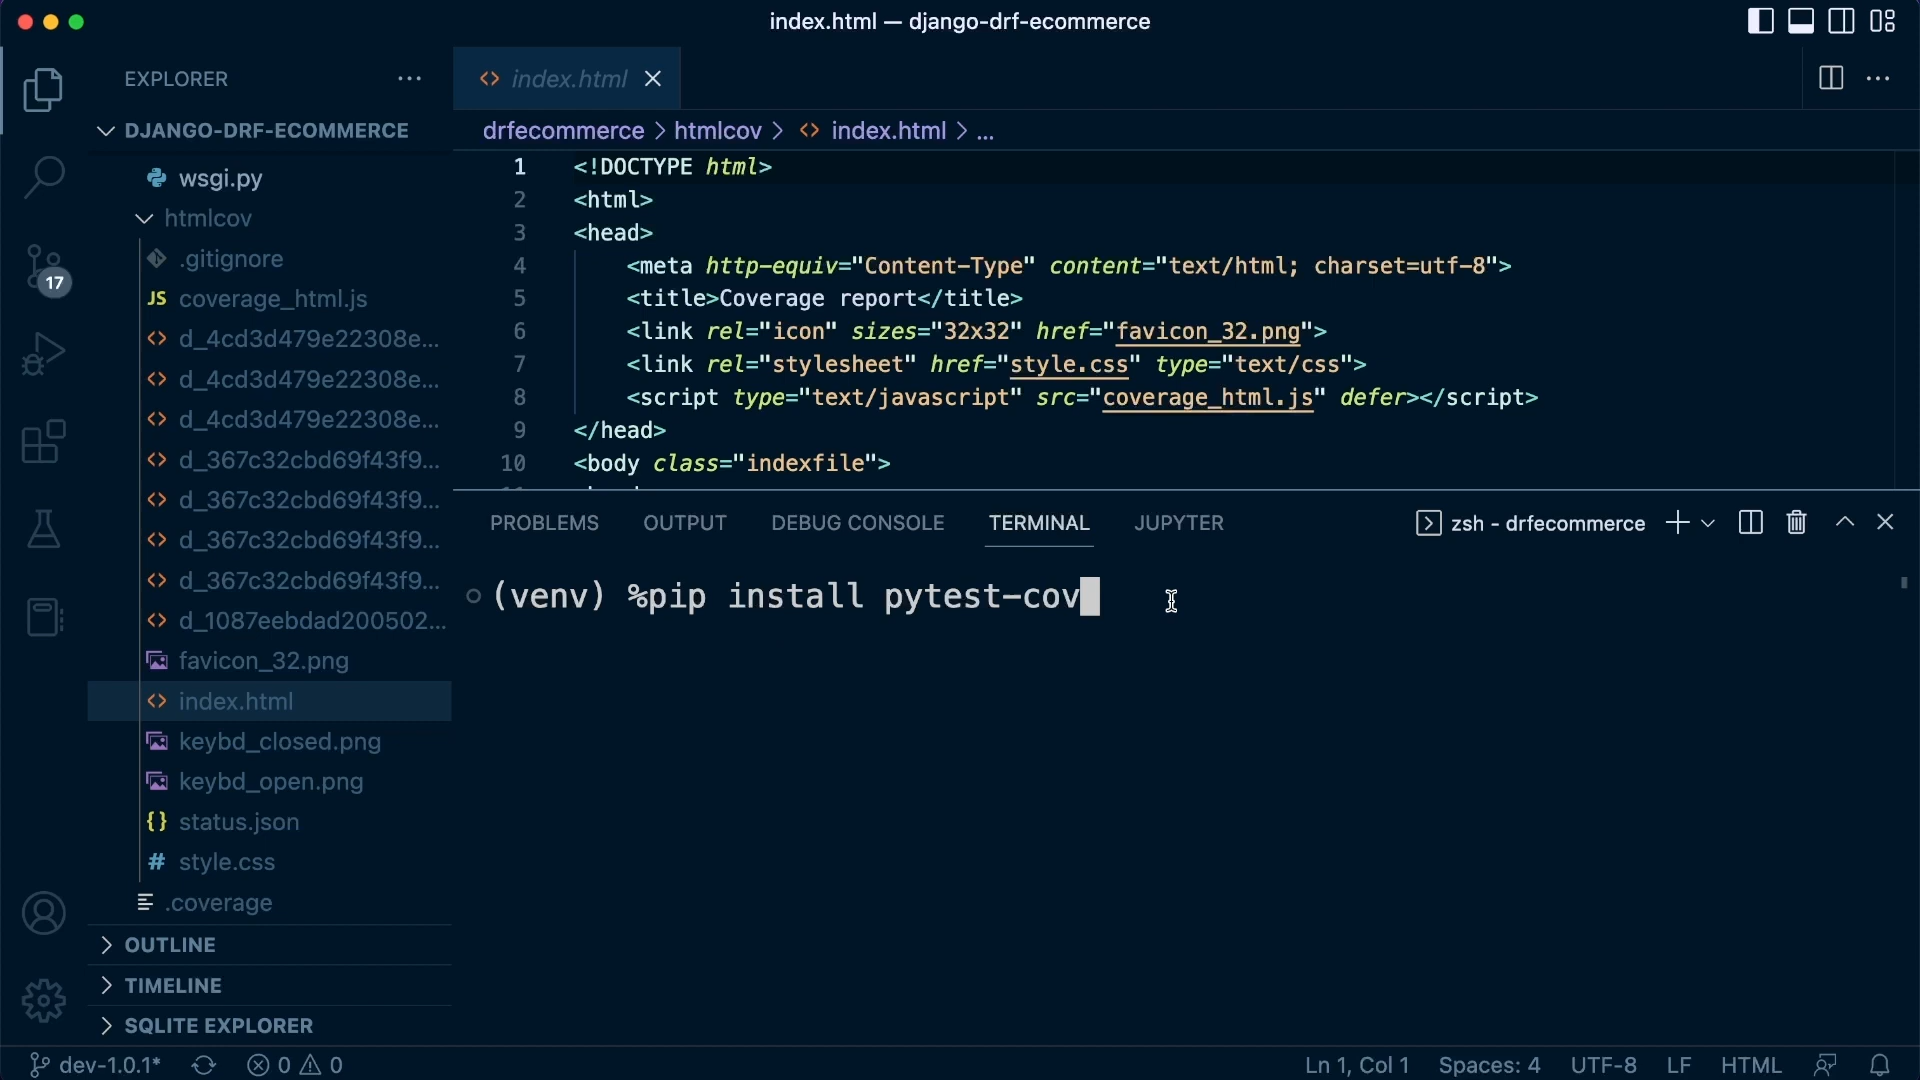 index.html — django-drf-ecommerce
EXPLORER
DJANGO-DRF-ECOMMERCE
wsgi.py
htmlcov
.gitignore
JS coverage_html.js
d_4cd3d479e22308e...
d_4cd3d479e22308e...
d_4cd3d479e22308e...
d_367c32cbd69f43f9...
d_367c32cbd69f43f9...
d_367c32cbd69f43f9...
d_367c32cbd69f43f9...
d_1087eebdad200502...
favicon_32.png
index.html
keybd_closed.png
keybd_open.png
{} status.json
# style.css
.coverage
OUTLINE
TIMELINE
SQLITE EXPLORER
17
<> index.html
drfecommerce > htmlcov > <> index.html > ...
1 <!DOCTYPE html>
2 <html>
3 <head>
4 <meta http-equiv="Content-Type" content="text/html; charset=utf-8">
5 <title>Coverage report</title>
6 <link rel="icon" sizes="32x32" href="favicon_32.png">
7 <link rel="stylesheet" href="style.css" type="text/css">
8 <script type="text/javascript" src="coverage_html.js" defer></script>
9 </head>
10 <body class="indexfile">
PROBLEMS OUTPUT DEBUG CONSOLE TERMINAL JUPYTER
zsh - drfecommerce
(venv) %pip install pytest-cov
dev-1.0.1* 0 0
Ln 1, Col 1 Spaces: 4 UTF-8 LF HTML